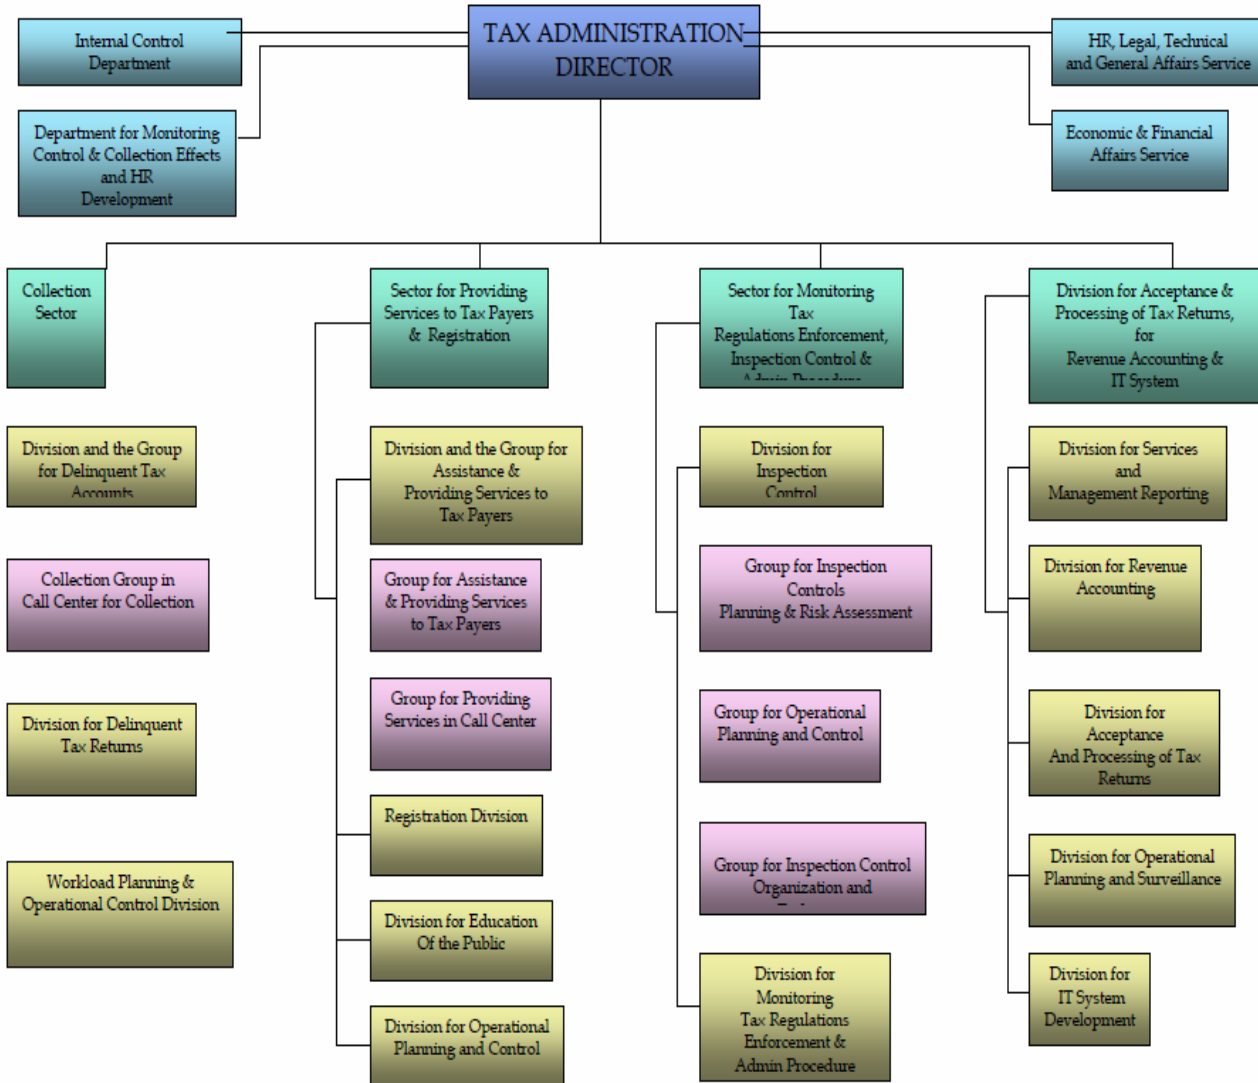 TAX ADMINISTRATION
DIRECTOR
Internal Control
Department
HR, Legal, Technical
and General Affairs Service
Department for Monitoring
Control & Collection Effects
and HR
Development
Economic & Financial
Affairs Service
Collection
Sector
Sector for Providing
Services to Tax Payers
& Registration
Sector for Monitoring
Tax
Regulations Enforcement,
Inspection Control &
Admin Procedure
Division for Acceptance &
Processing of Tax Returns,
for
Revenue Accounting &
IT System
Division and the Group
for Delinquent Tax
Accounts
Division and the Group for
Assistance &
Providing Services to
Tax Payers
Division for
Inspection
Control
Division for Services
and
Management Reporting
Collection Group in
Call Center for Collection
Group for Assistance
& Providing Services
to Tax Payers
Group for Inspection
Controls
Planning & Risk Assessment
Division for Revenue
Accounting
Group for Providing
Services in Call Center
Division for Delinquent
Tax Returns
Group for Operational
Planning and Control
Division for
Acceptance
And Processing of Tax
Returns
Registration Division
Workload Planning &
Operational Control Division
Group for Inspection Control
Organization and
Division for Operational
Planning and Surveillance
Division for Education
Of the Public
Division for
Monitoring
Tax Regulations
Enforcement &
Admin Procedure
Division for
IT System
Development
Division for Operational
Planning and Control